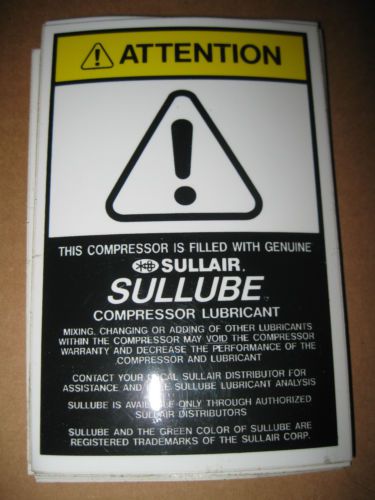 ATTENTION
THIS COMPRESSOR IS FILLED WITH GENUINE
SULLAIR.
SULLUBE
COMPRESSOR LUBRICANT
MIXING, CHANGING OR ADDING OF OTHER LUBRICANTS
WITHIN THE COMPRESSOR MAY VOID THE COMPRESSOR
WARRANTY AND DECREASE THE PERFORMANCE OF THE
COMPRESSOR AND LUBRICANT
CONTACT YOUR LOCAL SULLAIR DISTRIBUTOR FOR
ASSISTANCE AND SULLUBE LUBRICANT ANALYSIS
SULLUBE IS AVAILABLE ONLY THROUGH AUTHORIZED
SULLAIR DISTRIBUTORS
SULLUBE AND THE GREEN COLOR OF SULLUBE ARE
REGISTERED TRADEMARKS OF THE SULLAIR CORP.